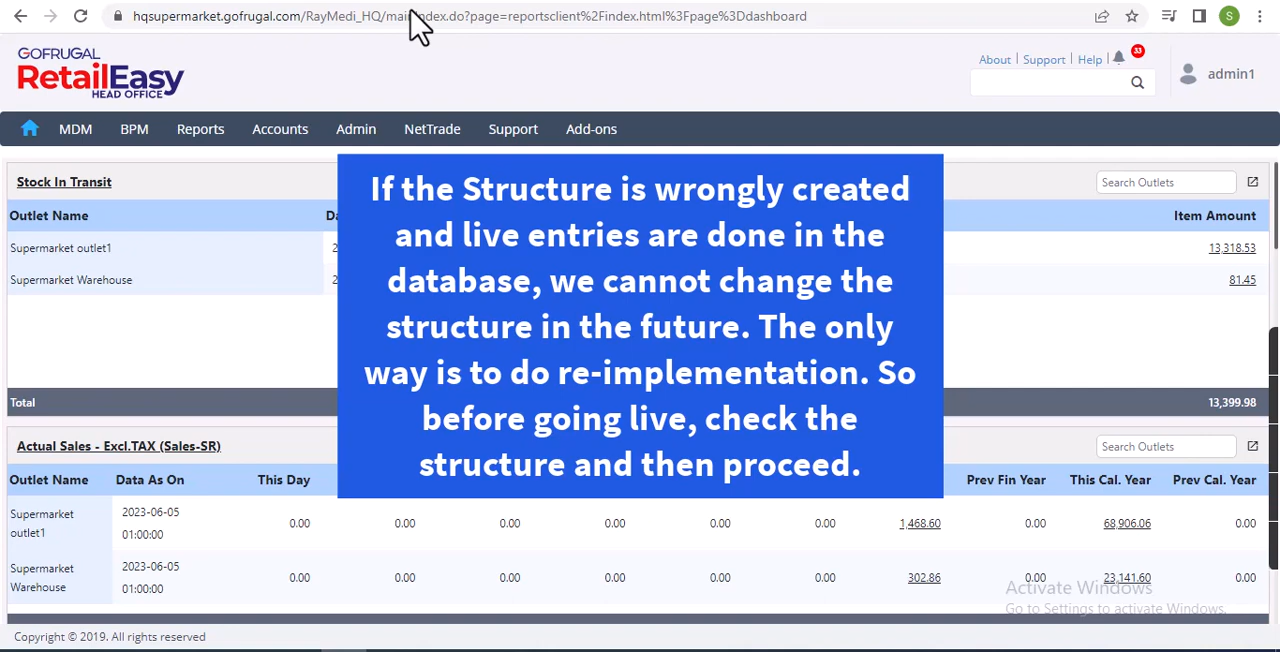 hqsupermarket.gofrugal.com/RayMedi_HQ/mainindex.do?page=reportsclient%2Findex.html%3Fpage%3Ddashboard
S
GOFRUGAL
RetailEasy
HEAD OFFICE
About | Support | Help | 33
admin1
MDM BPM Reports Accounts Admin NetTrade Support Add-ons
Stock In Transit
Search Outlets
Outlet Name
Item Amount
Supermarket outlet1
13,318.53
Supermarket Warehouse
81.45
Total
13,399.98
If the Structure is wrongly created
and live entries are done in the
database, we cannot change the
structure in the future. The only
way is to do re-implementation. So
before going live, check the
structure and then proceed.
Actual Sales - Excl.TAX (Sales-SR)
Search Outlets
Outlet Name Data As On This Day Prev Fin Year This Cal. Year Prev Cal. Year
Supermarket
outlet1
2023-06-05
01:00:00
0.00 0.00 0.00 0.00 0.00 0.00 1,468.60 0.00 68,906.06 0.00
Supermarket
Warehouse
2023-06-05
01:00:00
0.00 0.00 0.00 0.00 0.00 0.00 302.86 0.00 23,141.60 0.00
Activate Windows
Go to Settings to activate Windows.
Copyright © 2019. All rights reserved